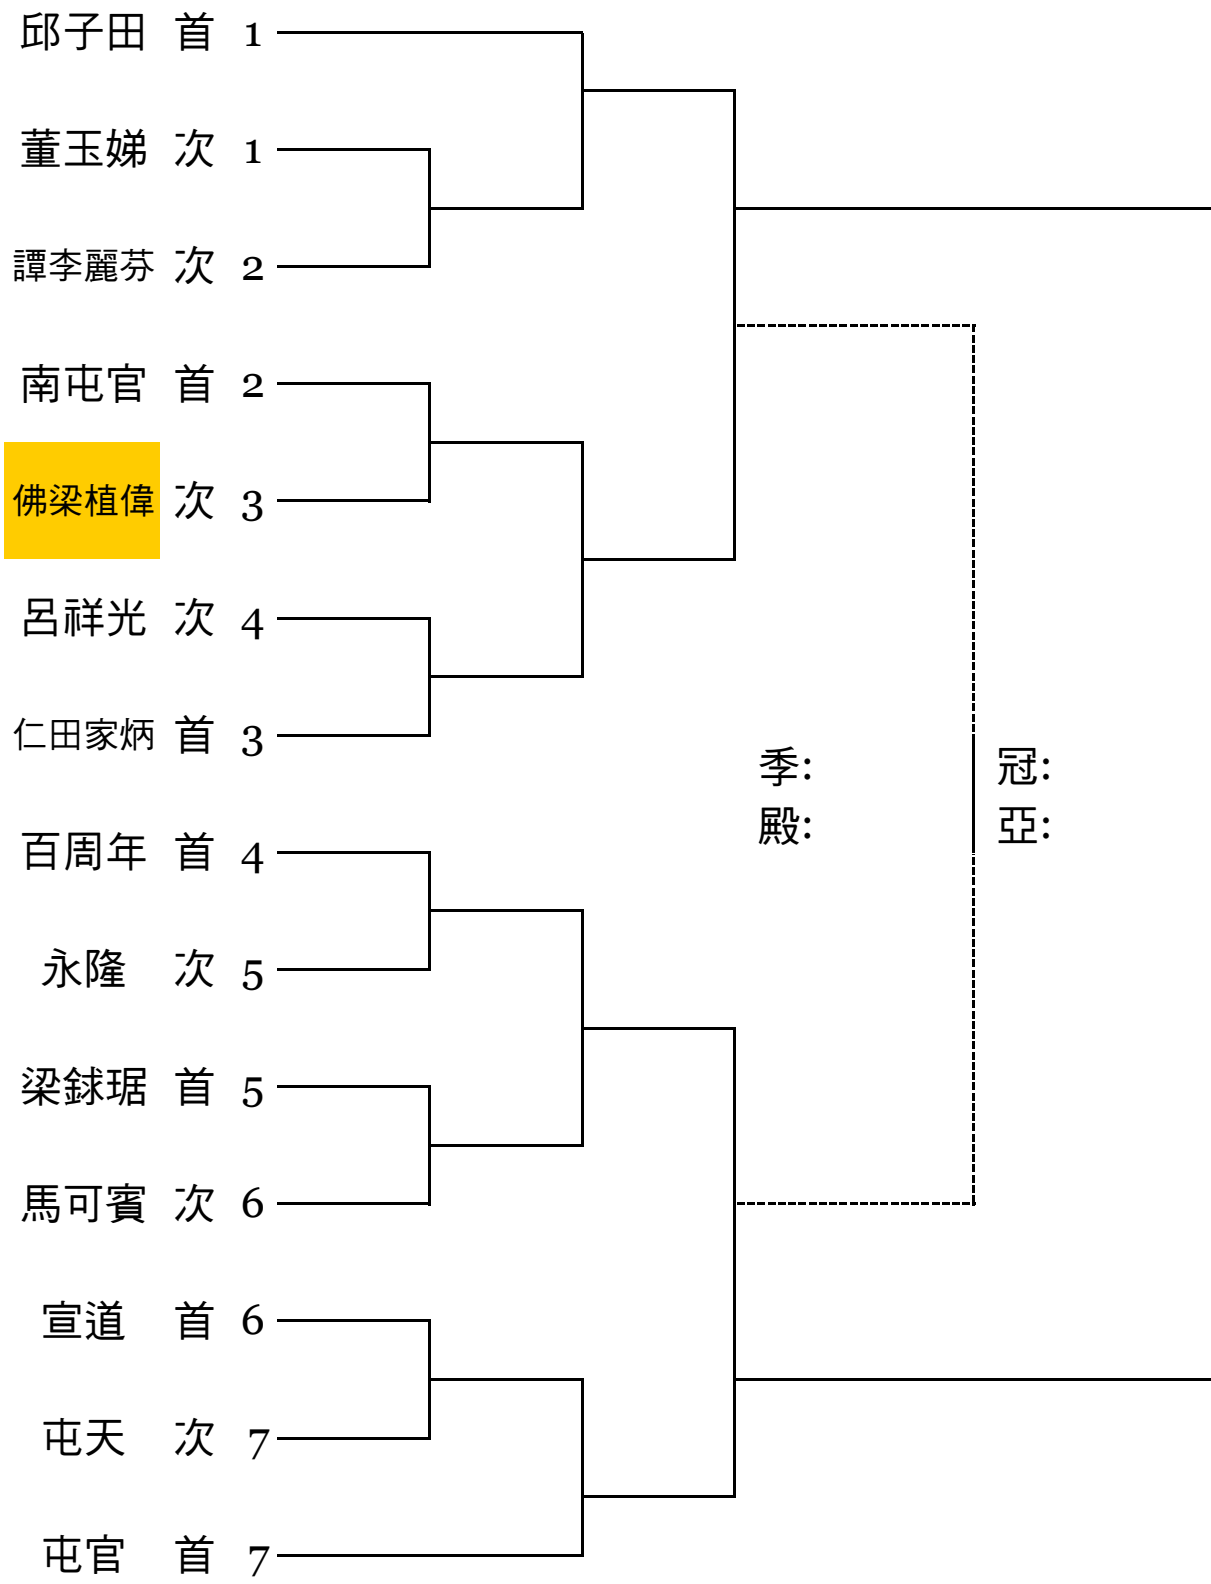 邱子田 首 1
董玉娣 次 1
譚李麗芬 次 2
南屯官 首 2
佛梁植偉 次 3
呂祥光 次 4
仁田家炳 首 3
季: 冠:
殿: 亞:
百周年 首 4
永隆 次 5
梁銶琚 首 5
馬可賓 次 6
宣道 首 6
屯天 次 7
屯官 首 7